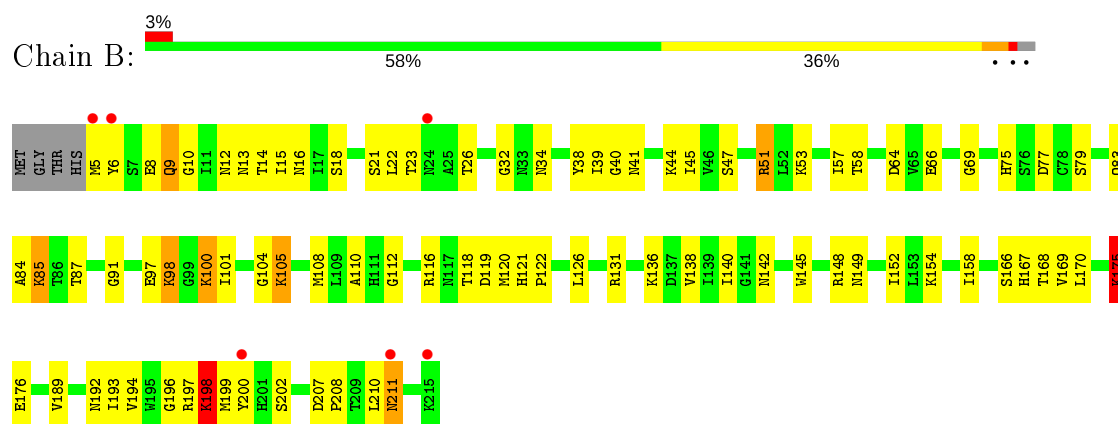 3%
Chain B:
58% 36% • • •
MET GLY THR HIS M5 Y6 S7 E8 Q9 G10 I11 N12 N13 T14 I15 N16 I17 S18 S21 L22 T23 N24 A25 T26 G32 N33 N34 Y38 I39 G40 N41 K44 I45 V46 S47 R51 L52 K53 I57 T58 D64 V65 E66 G69 H75 S76 D77 C78 S79
A84 K85 T86 T87 G91 E97 K98 G99 K100 I101 G104 K105 M108 L109 A110 H111 G112 R116 N117 T118 D119 M120 H121 P122 L126 R131 K136 D137 V138 I139 I140 G141 N142 W145 R148 N149 I152 L153 K154 I158 S166 H167 T168 V169 L170 K175
E176 V189 N192 I193 V194 W195 G196 R197 K198 M199 Y200 H201 S202 D207 P208 T209 L210 N211 K215